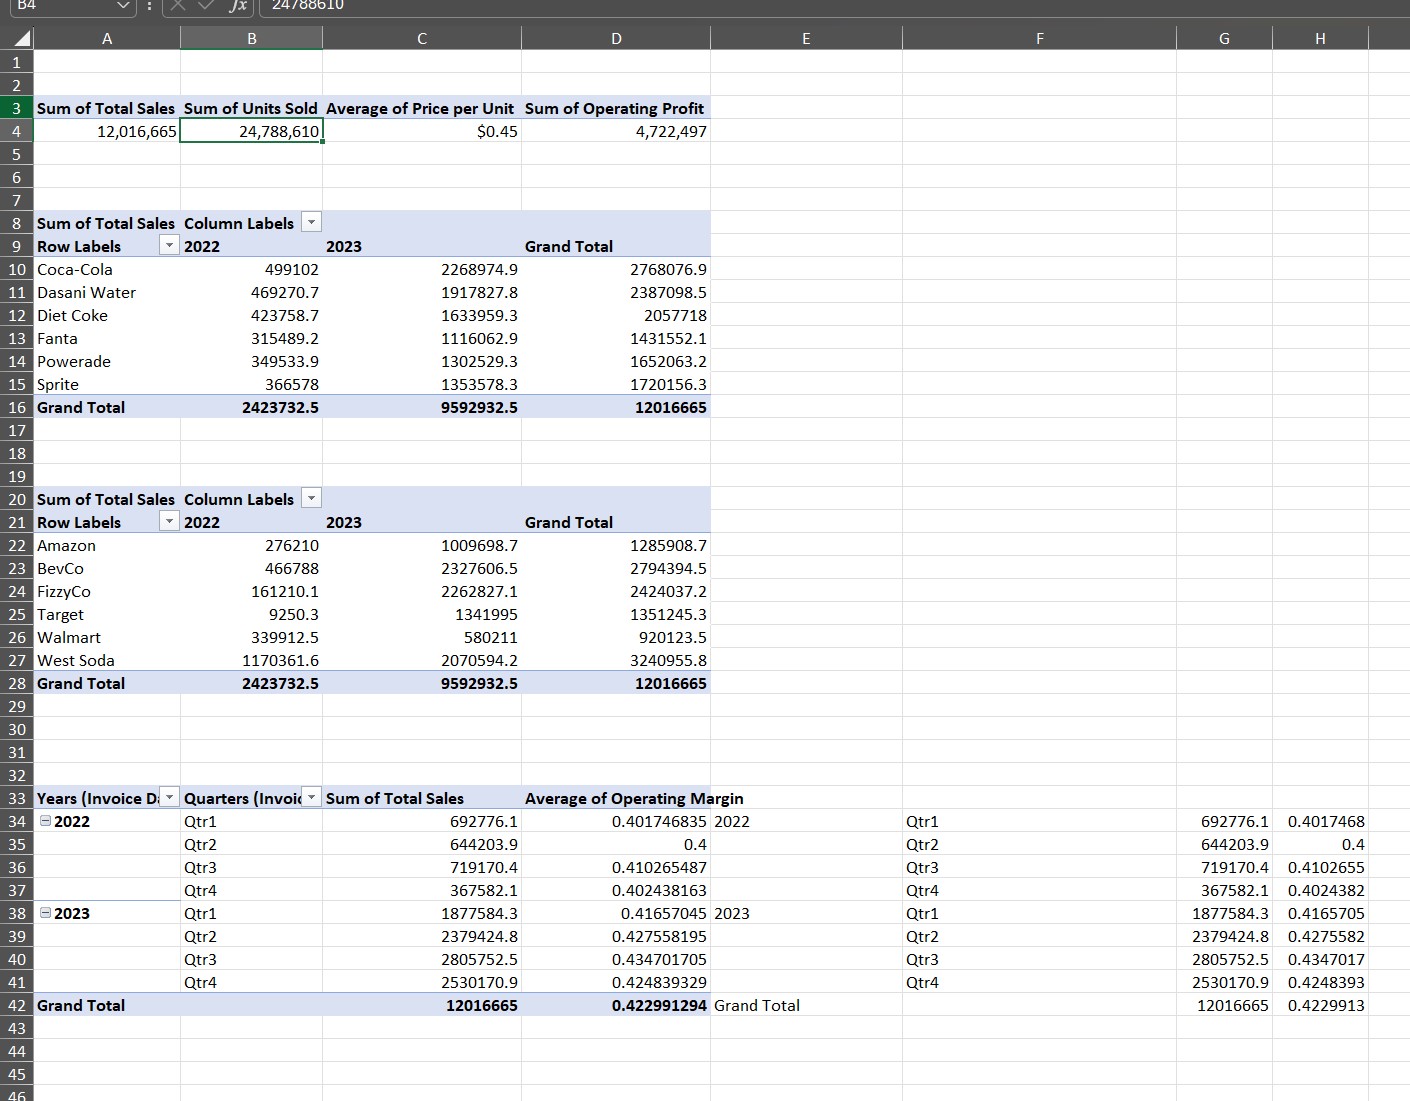 B4 fx 24788610
A B C D E F G H
1
2
3 Sum of Total Sales Sum of Units Sold Average of Price per Unit Sum of Operating Profit
4 12,016,665 24,788,610 $0.45 4,722,497
5
6
7
8 Sum of Total Sales Column Labels
9 Row Labels 2022 2023 Grand Total
10 Coca-Cola 499102 2268974.9 2768076.9
11 Dasani Water 469270.7 1917827.8 2387098.5
12 Diet Coke 423758.7 1633959.3 2057718
13 Fanta 315489.2 1116062.9 1431552.1
14 Powerade 349533.9 1302529.3 1652063.2
15 Sprite 366578 1353578.3 1720156.3
16 Grand Total 2423732.5 9592932.5 12016665
17
18
19
20 Sum of Total Sales Column Labels
21 Row Labels 2022 2023 Grand Total
22 Amazon 276210 1009698.7 1285908.7
23 BevCo 466788 2327606.5 2794394.5
24 FizzyCo 161210.1 2262827.1 2424037.2
25 Target 9250.3 1341995 1351245.3
26 Walmart 339912.5 580211 920123.5
27 West Soda 1170361.6 2070594.2 3240955.8
28 Grand Total 2423732.5 9592932.5 12016665
29
30
31
32
33 Years (Invoice Da Quarters (Invoic Sum of Total Sales Average of Operating Margin
34 2022 Qtr1 692776.1 0.401746835 2022 Qtr1 692776.1 0.4017468
35 Qtr2 644203.9 0.4 Qtr2 644203.9 0.4
36 Qtr3 719170.4 0.410265487 Qtr3 719170.4 0.4102655
37 Qtr4 367582.1 0.402438163 Qtr4 367582.1 0.4024382
38 2023 Qtr1 1877584.3 0.41657045 2023 Qtr1 1877584.3 0.4165705
39 Qtr2 2379424.8 0.427558195 Qtr2 2379424.8 0.4275582
40 Qtr3 2805752.5 0.434701705 Qtr3 2805752.5 0.4347017
41 Qtr4 2530170.9 0.424839329 Qtr4 2530170.9 0.4248393
42 Grand Total 12016665 0.422991294 Grand Total 12016665 0.4229913
43
44
45
46